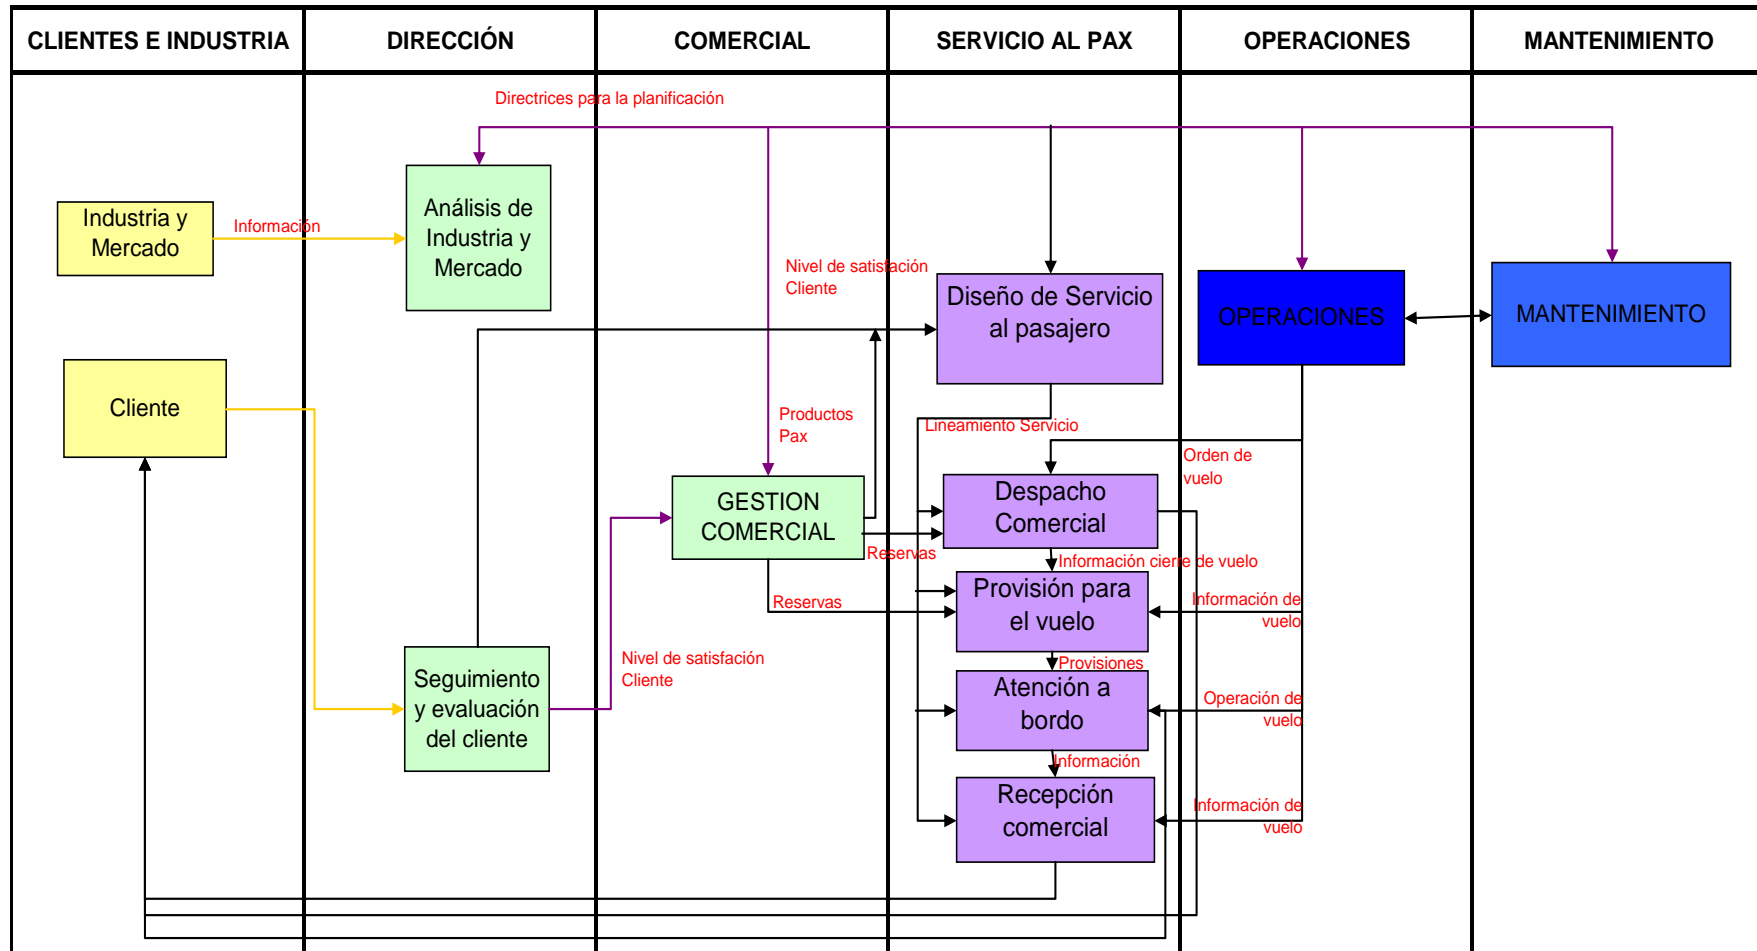 CLIENTES E INDUSTRIA
DIRECCIÓN
COMERCIAL
SERVICIO AL PAX
OPERACIONES
MANTENIMIENTO
Directrices para la planificación
Industria y
Mercado
Información
Análisis de
Industria y
Mercado
Nivel de satisfación
Cliente
Diseño de Servicio
al pasajero
OPERACIONES
MANTENIMIENTO
Cliente
Productos
Pax
Lineamiento Servicio
Orden de
vuelo
GESTION
COMERCIAL
Despacho
Comercial
Reservas
Información cierre de vuelo
Reservas
Provisión para
el vuelo
Información de
vuelo
Nivel de satisfación
Cliente
Provisiones
Seguimiento
y evaluación
del cliente
Atención a
bordo
Operación de
vuelo
Información
Recepción
comercial
Información de
vuelo